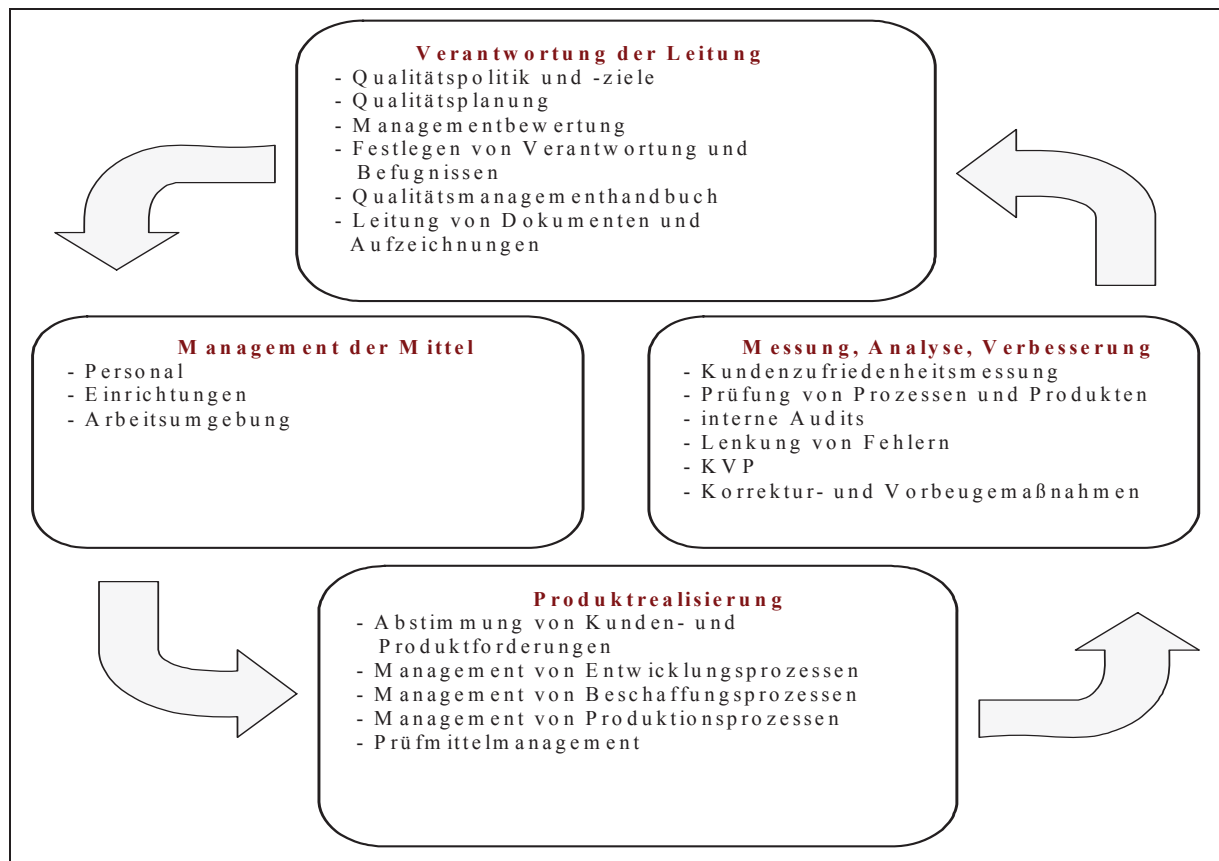 Verantwortung der Leitung
- Qualitätspolitik und -ziele
- Qualitätsplanung
- Managementbewertung
- Festlegen von Verantwortung und
Befugnissen
- Qualitätsmanagementhandbuch
- Leitung von Dokumenten und
Aufzeichnungen
Management der Mittel
- Personal
- Einrichtungen
- Arbeitsumgebung
Messung, Analyse, Verbesserung
- Kundenzufriedenheitsmessung
- Prüfung von Prozessen und Produkten
- interne Audits
- Lenkung von Fehlern
- KVP
- Korrektur- und Vorbeugemaßnahmen
Produktrealisierung
- Abstimmung von Kunden- und
Produktforderungen
- Management von Entwicklungsprozessen
- Management von Beschaffungsprozessen
- Management von Produktionsprozessen
- Prüfmittelmanagement